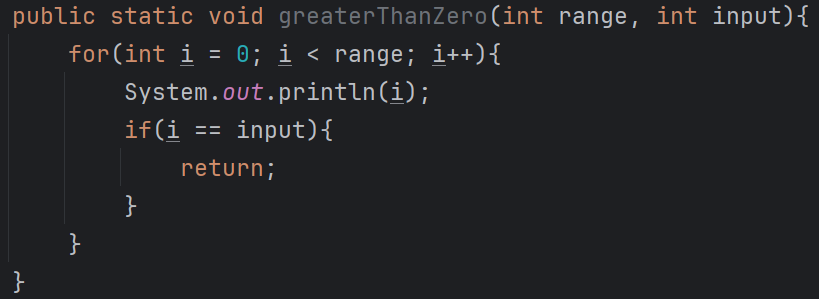 public static void greaterThanZero(int range, int input){
    for(int i = 0; i < range; i++){
        System.out.println(i);
        if(i == input){
            return;
        }
    }
}